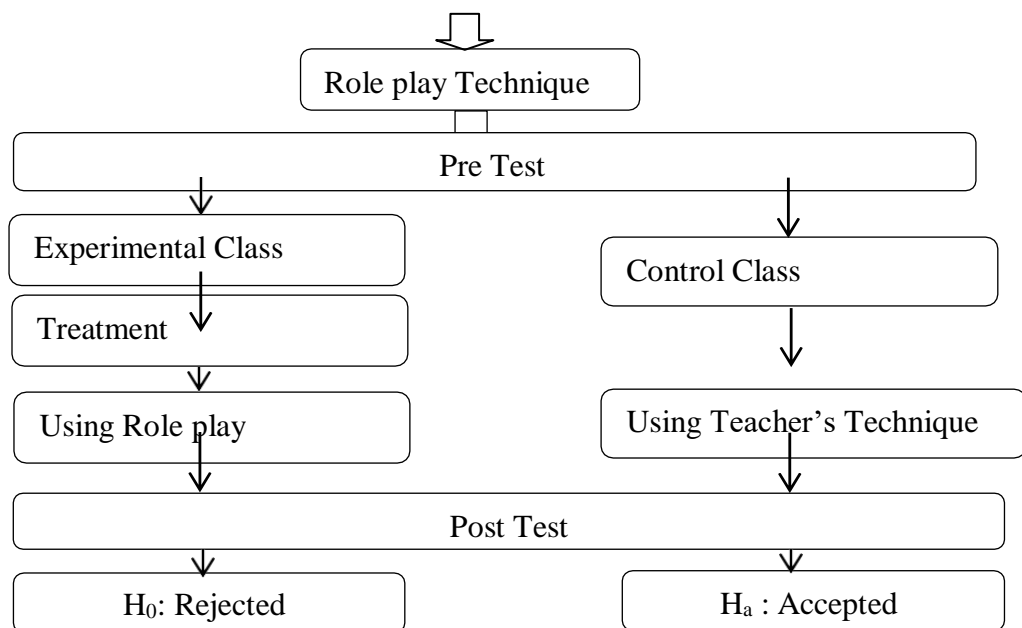 Role play Technique
Pre Test
Experimental Class
Control Class
Treatment
Using Role play
Using Teacher’s Technique
Post Test
H₀: Rejected
Hₐ : Accepted